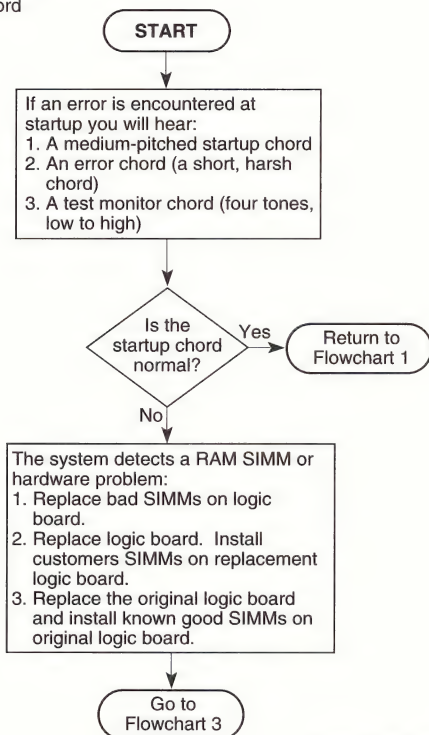 ord
START
If an error is encountered at
startup you will hear:
1. A medium-pitched startup chord
2. An error chord (a short, harsh
chord)
3. A test monitor chord (four tones,
low to high)
Is the
startup chord
normal?
Yes
Return to
Flowchart 1
No
The system detects a RAM SIMM or
hardware problem:
1. Replace bad SIMMs on logic
board.
2. Replace logic board. Install
customers SIMMs on replacement
logic board.
3. Replace the original logic board
and install known good SIMMs on
original logic board.
Go to
Flowchart 3